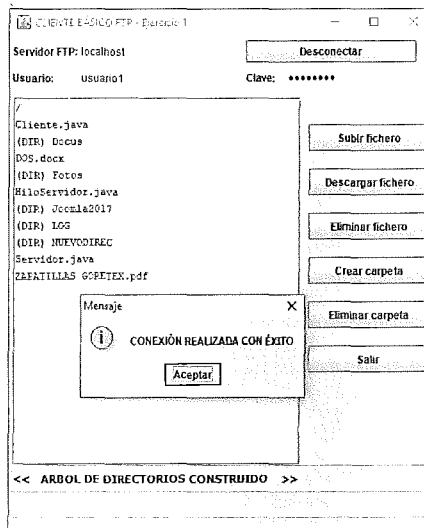 CLIENTE BÁSICO FTP - Ejercicio 1
Servidor FTP: localhost
Desconectar
Usuario: usuario1
Clave: ••••••••
/
Cliente.java
(DIR) Docus
DOS.docx
(DIR) Fotos
HiloServidor.java
(DIR) Joomla2017
(DIR) LOG
(DIR) NUEVODIREC
Servidor.java
ZAPATILLAS GORETEX.pdf
Subir fichero
Descargar fichero
Eliminar fichero
Crear carpeta
Eliminar carpeta
Salir
Mensaje
CONEXIÓN REALIZADA CON ÉXITO
Aceptar
<< ARBOL DE DIRECTORIOS CONSTRUIDO >>